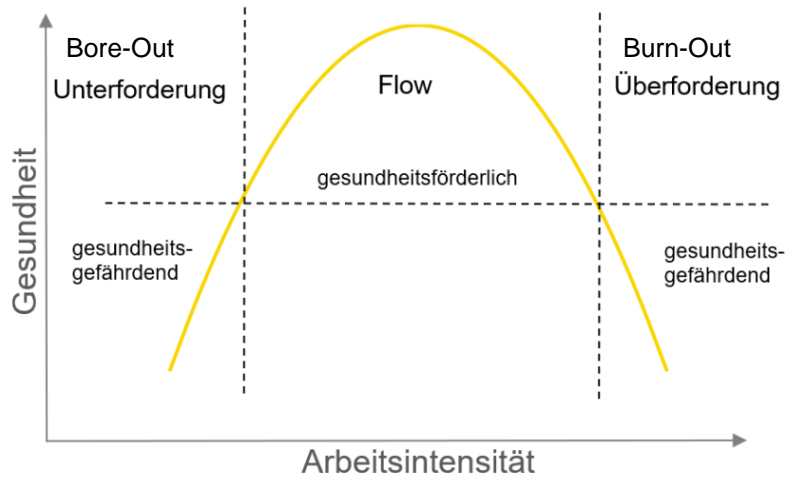 Bore-Out
Unterforderung
Flow
Burn-Out
Überforderung
gesundheitsförderlich
gesundheits-
gefährdend
gesundheits-
gefährdend
Gesundheit
Arbeitsintensität